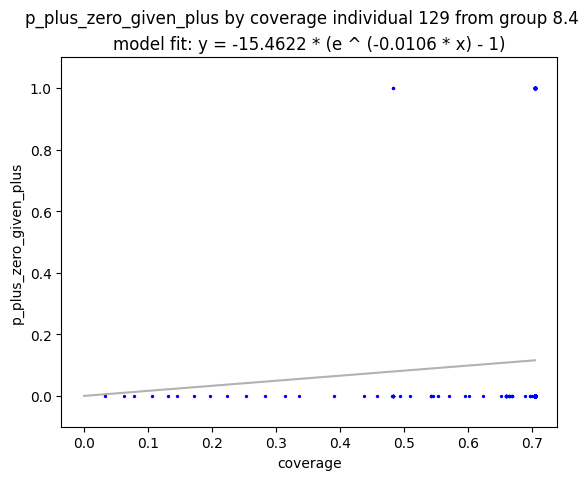 p_plus_zero_given_plus by coverage individual 129 from group 8.4
model fit: y = -15.4622 * (e ^ (-0.0106 * x) - 1)
1.0
0.8
0.6
0.4
0.2
0.0
p_plus_zero_given_plus
0.0 0.1 0.2 0.3 0.4 0.5 0.6 0.7
coverage